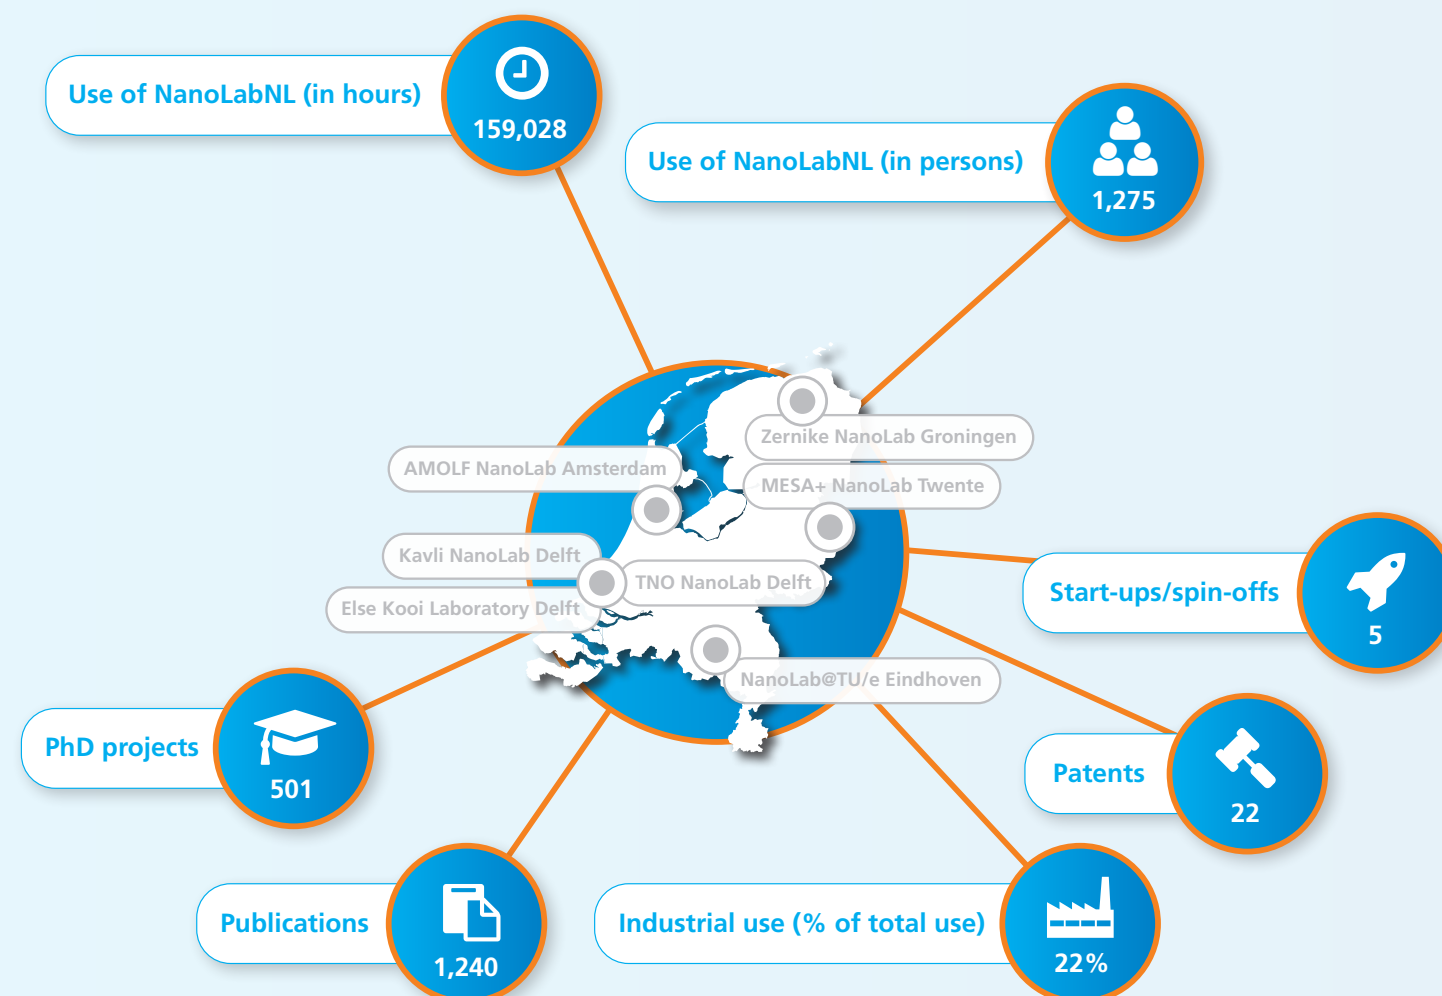 Use of NanoLabNL (in hours)
159,028
Use of NanoLabNL (in persons)
1,275
Zernike NanoLab Groningen
AMOLF NanoLab Amsterdam
MESA+ NanoLab Twente
Kavli NanoLab Delft
TNO NanoLab Delft
Else Kooi Laboratory Delft
NanoLab@TU/e Eindhoven
Start-ups/spin-offs
5
PhD projects
501
Patents
22
Publications
1,240
Industrial use (% of total use)
22%